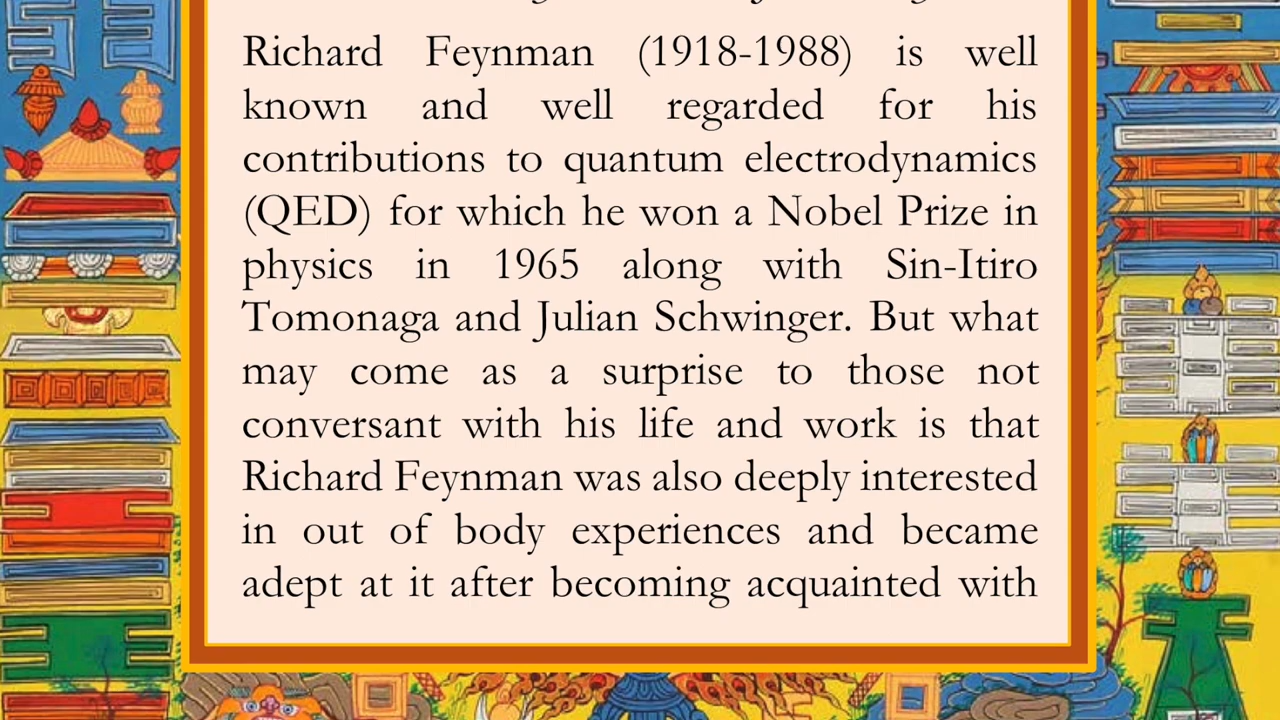 Richard Feynman (1918-1988) is well
known and well regarded for his
contributions to quantum electrodynamics
(QED) for which he won a Nobel Prize in
physics in 1965 along with Sin-Itiro
Tomonaga and Julian Schwinger. But what
may come as a surprise to those not
conversant with his life and work is that
Richard Feynman was also deeply interested
in out of body experiences and became
adept at it after becoming acquainted with